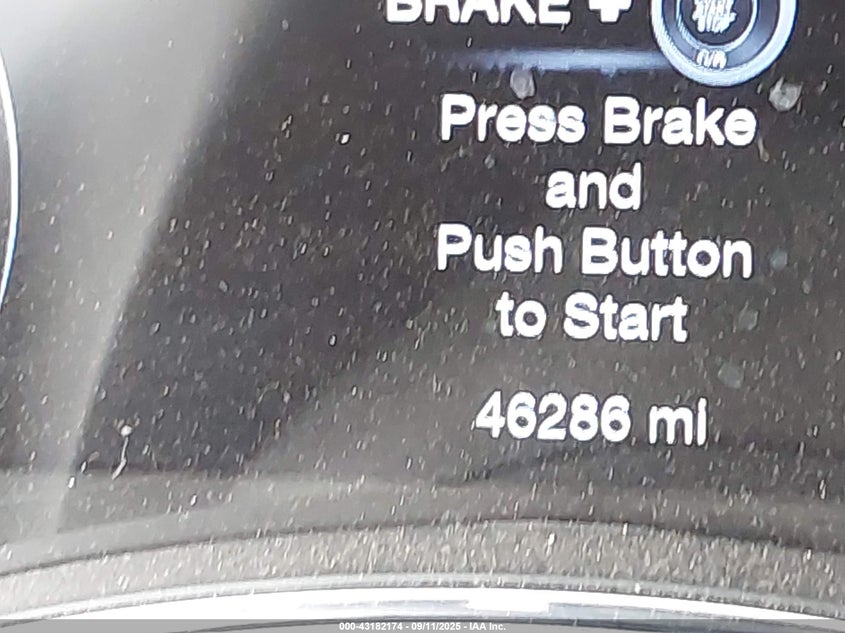 BRAKE +
Press Brake
and
Push Button
to Start
46286 mi
000-43182174 - 09/11/2025 - IAA Inc.